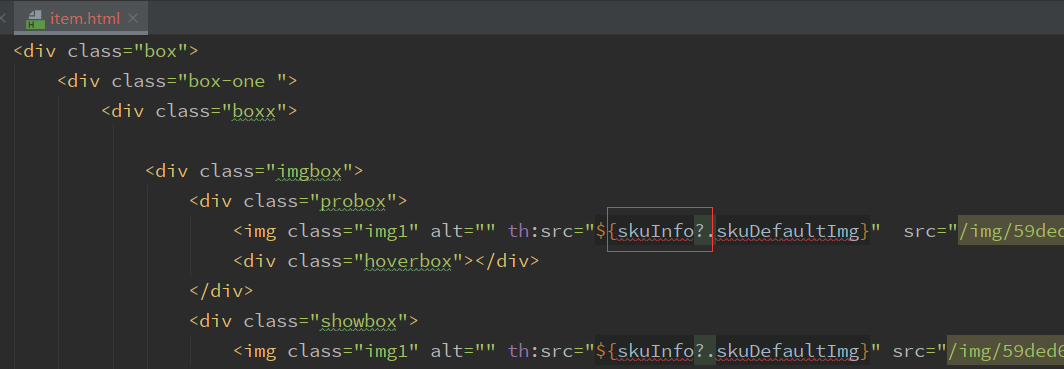 item.html
<div class="box">
<div class="box-one ">
<div class="boxx">
<div class="imgbox">
<div class="probox">
<img class="img1" alt="" th:src="${skuInfo?.skuDefaultImg}"  src="/img/59ded
<div class="hoverbox"></div>
</div>
<div class="showbox">
<img class="img1" alt="" th:src="${skuInfo?.skuDefaultImg}" src="/img/59ded